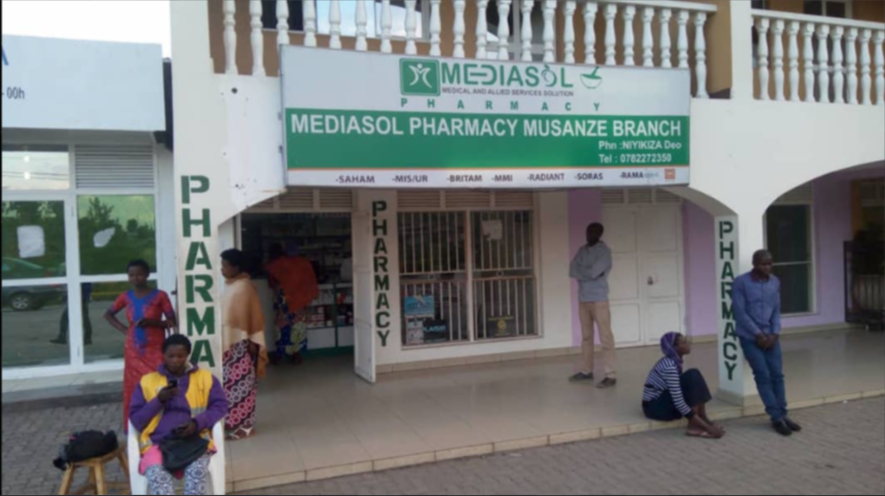 - 00h
MEDIASOL
MEDICAL AND ALLIED SERVICES SOLUTION
PHARMACY
MEDIASOL PHARMACY MUSANZE BRANCH
Phn :NIYIKIZA Deo
Tel : 0782272350
-SAHAM -MIS/UR -BRITAM -MMI -RADIANT -SORAS -RAMA
PHARMA
PHARMACY
PHARMACY